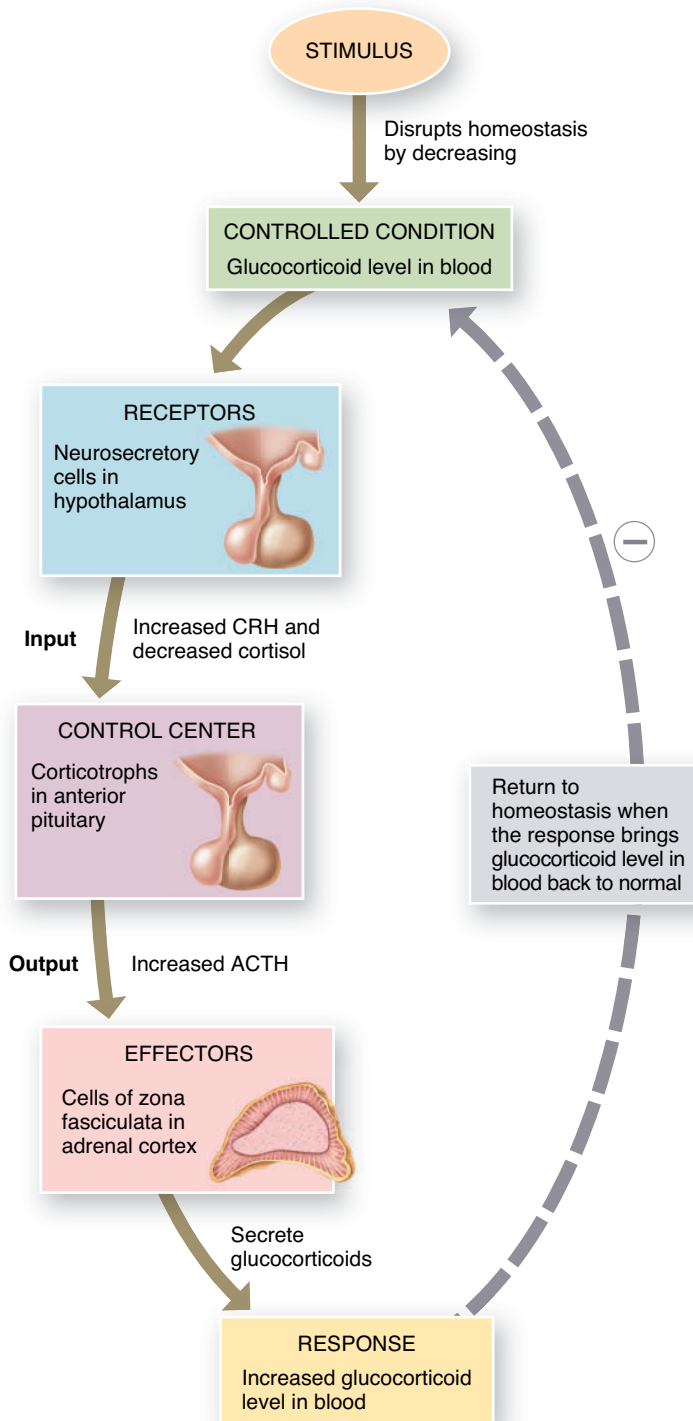 STIMULUS
Disrupts homeostasis
by decreasing
CONTROLLED CONDITION
Glucocorticoid level in blood
RECEPTORS
Neurosecretory
cells in
hypothalamus
Input
Increased CRH and
decreased cortisol
CONTROL CENTER
Corticotrophs
in anterior
pituitary
Return to
homeostasis when
the response brings
glucocorticoid level in
blood back to normal
Output
Increased ACTH
EFFECTORS
Cells of zona
fasciculata in
adrenal cortex
Secrete
glucocorticoids
RESPONSE
Increased glucocorticoid
level in blood